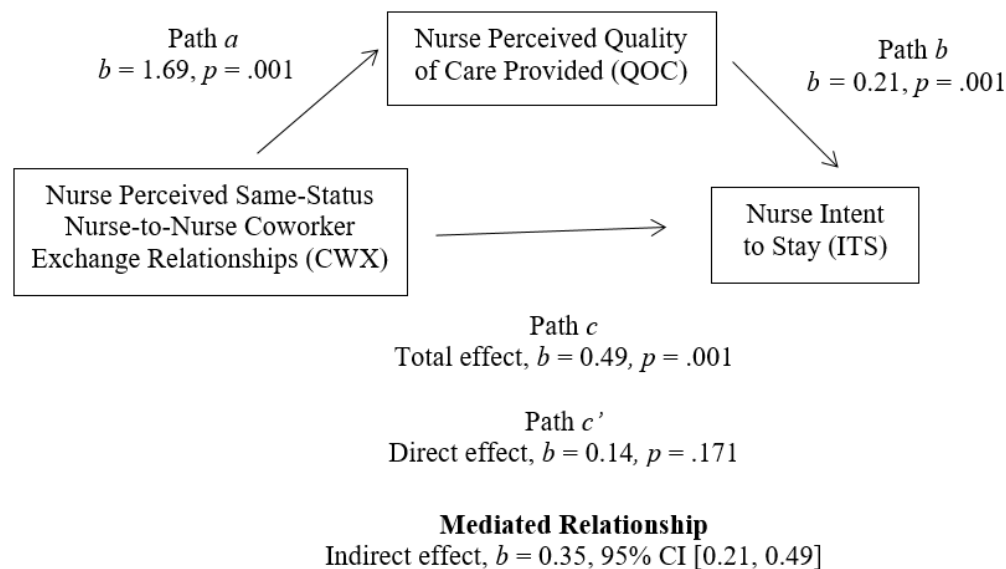 Path a
b = 1.69, p = .001
Nurse Perceived Quality
of Care Provided (QOC)
Path b
b = 0.21, p = .001
Nurse Perceived Same-Status
Nurse-to-Nurse Coworker
Exchange Relationships (CWX)
Nurse Intent
to Stay (ITS)
Path c
Total effect, b = 0.49, p = .001
Path c’
Direct effect, b = 0.14, p = .171
Mediated Relationship
Indirect effect, b = 0.35, 95% CI [0.21, 0.49]